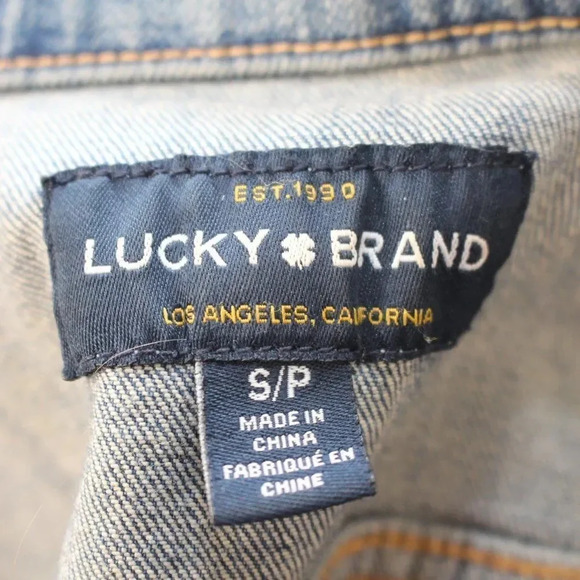 EST. 1990
LUCKY BRAND
LOS ANGELES, CALIFORNIA
S/P
MADE IN
CHINA
FABRIQUÉ EN
CHINE